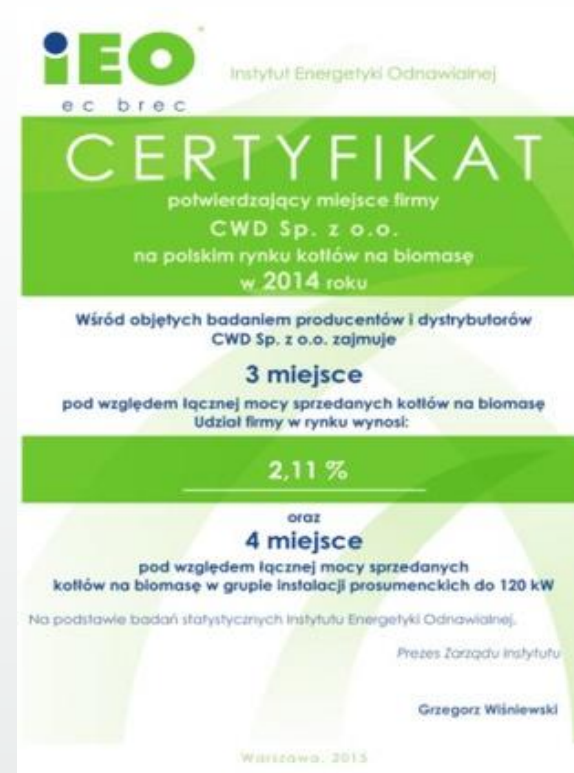 iEO
Instytut Energetyki Odnawialnej
ec brec
CERTYFIKAT
potwierdzający miejsce firmy
CWD Sp. z o.o.
na polskim rynku kotłów na biomasę
w 2014 roku
Wśród objętych badaniem producentów i dystrybutorów
CWD Sp. z o.o. zajmuje
3 miejsce
pod względem łącznej mocy sprzedanych kotłów na biomasę
Udział firmy w rynku wynosi:
2,11 %
oraz
4 miejsce
pod względem łącznej mocy sprzedanych
kotłów na biomasę w grupie instalacji prosumenckich do 120 kW
Na podstawie badań statystycznych Instytutu Energetyki Odnawialnej.
Prezes Zarządu Instytutu
Grzegorz Wiśniewski
Warszawa, 2015